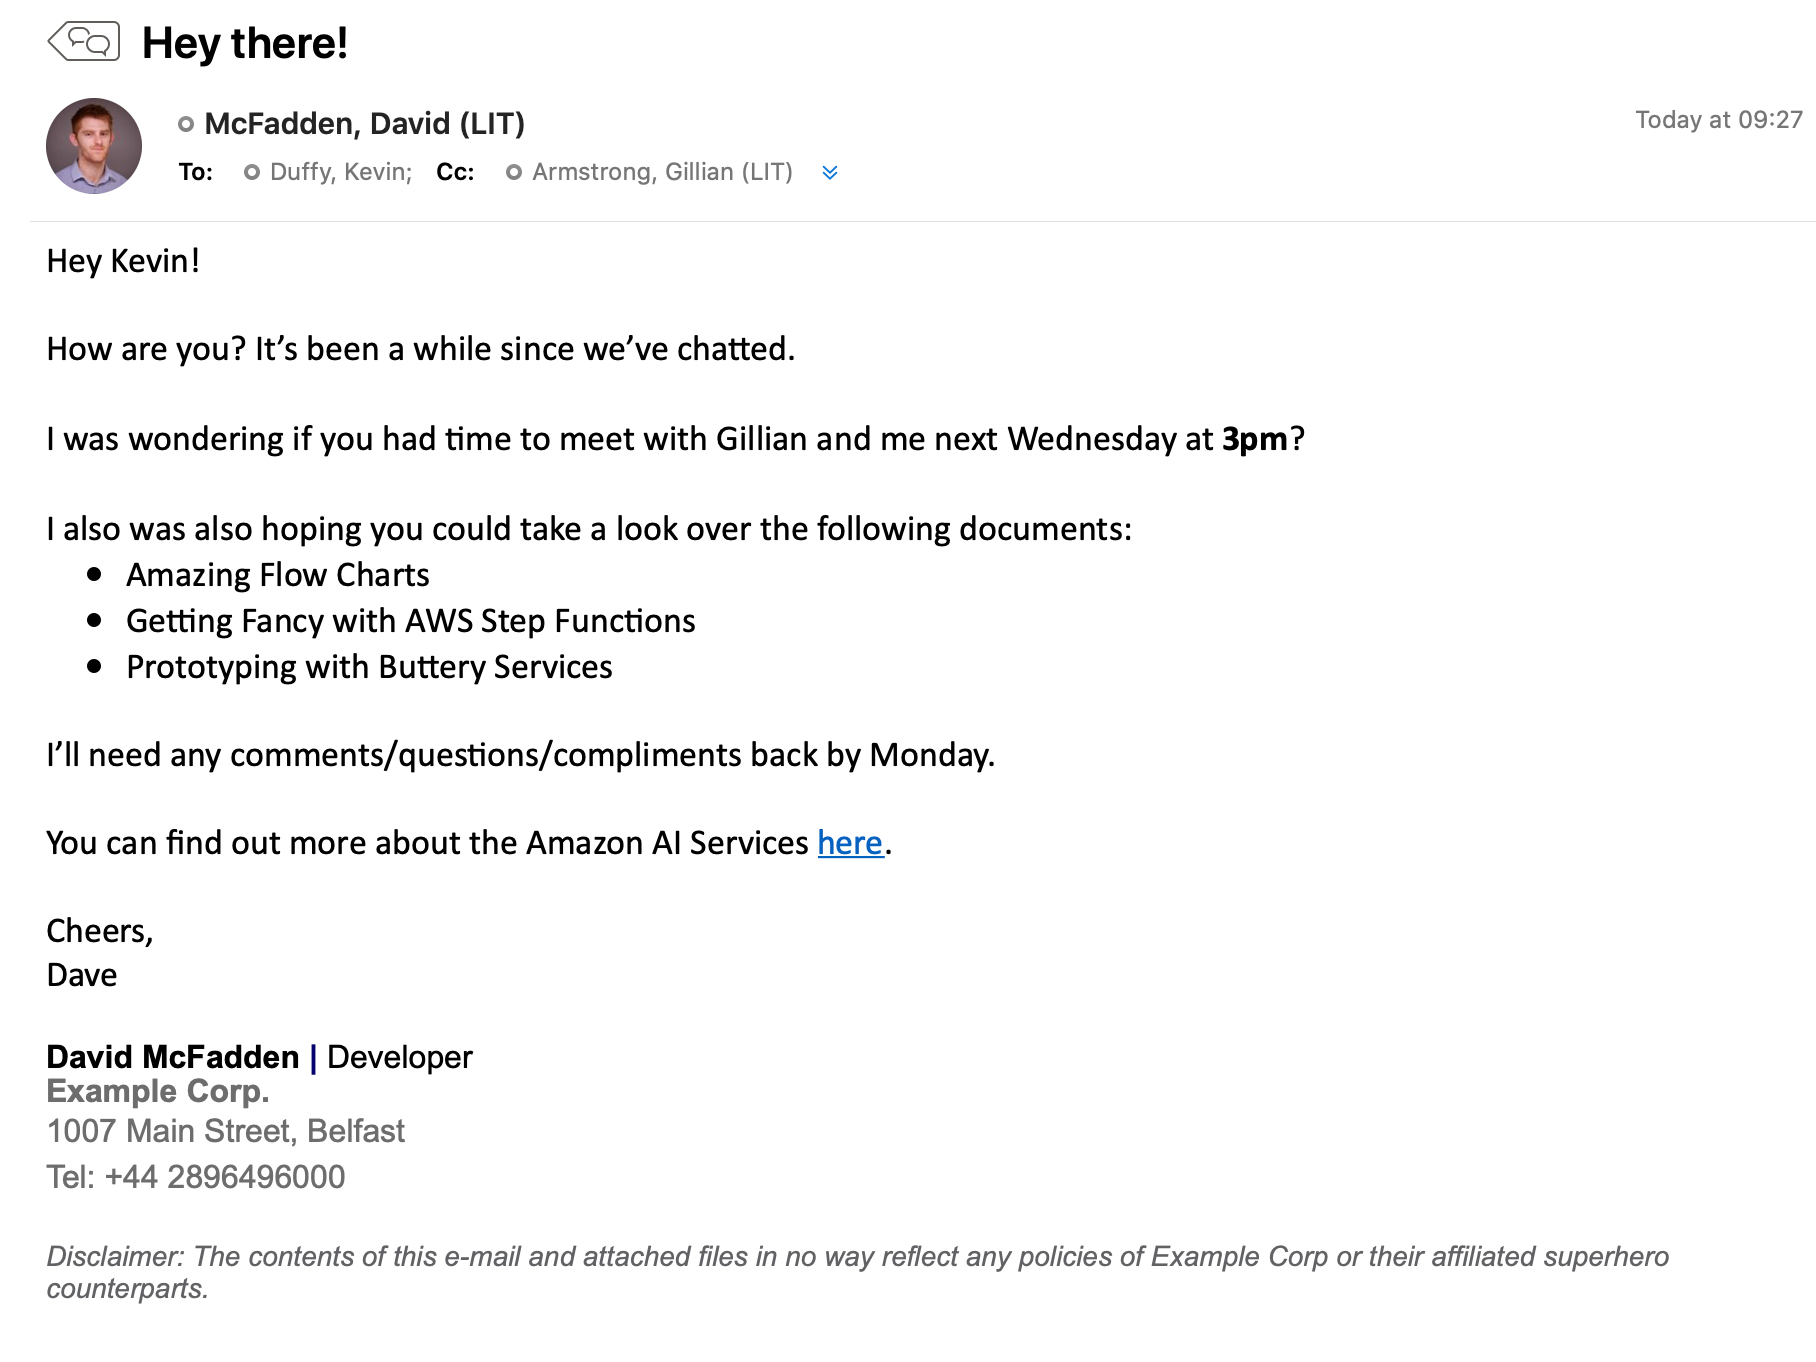 Hey there!
McFadden, David (LIT)
Today at 09:27
To: Duffy, Kevin; Cc: Armstrong, Gillian (LIT)
Hey Kevin!
How are you? It’s been a while since we’ve chatted.
I was wondering if you had time to meet with Gillian and me next Wednesday at 3pm?
I also was also hoping you could take a look over the following documents:
• Amazing Flow Charts
• Getting Fancy with AWS Step Functions
• Prototyping with Buttery Services
I’ll need any comments/questions/compliments back by Monday.
You can find out more about the Amazon AI Services here.
Cheers,
Dave
David McFadden | Developer
Example Corp.
1007 Main Street, Belfast
Tel: +44 2896496000
Disclaimer: The contents of this e-mail and attached files in no way reflect any policies of Example Corp or their affiliated superhero
counterparts.